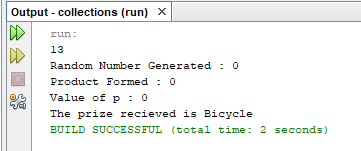 Output - collections (run) ×
run:
13
Random Number Generated : 0
Product Formed : 0
Value of p : 0
The prize recieved is Bicycle
BUILD SUCCESSFUL (total time: 2 seconds)